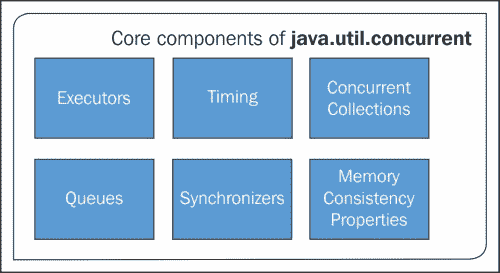 Core components of java.util.concurrent
Executors
Timing
Concurrent
Collections
Queues
Synchronizers
Memory
Consistency
Properties